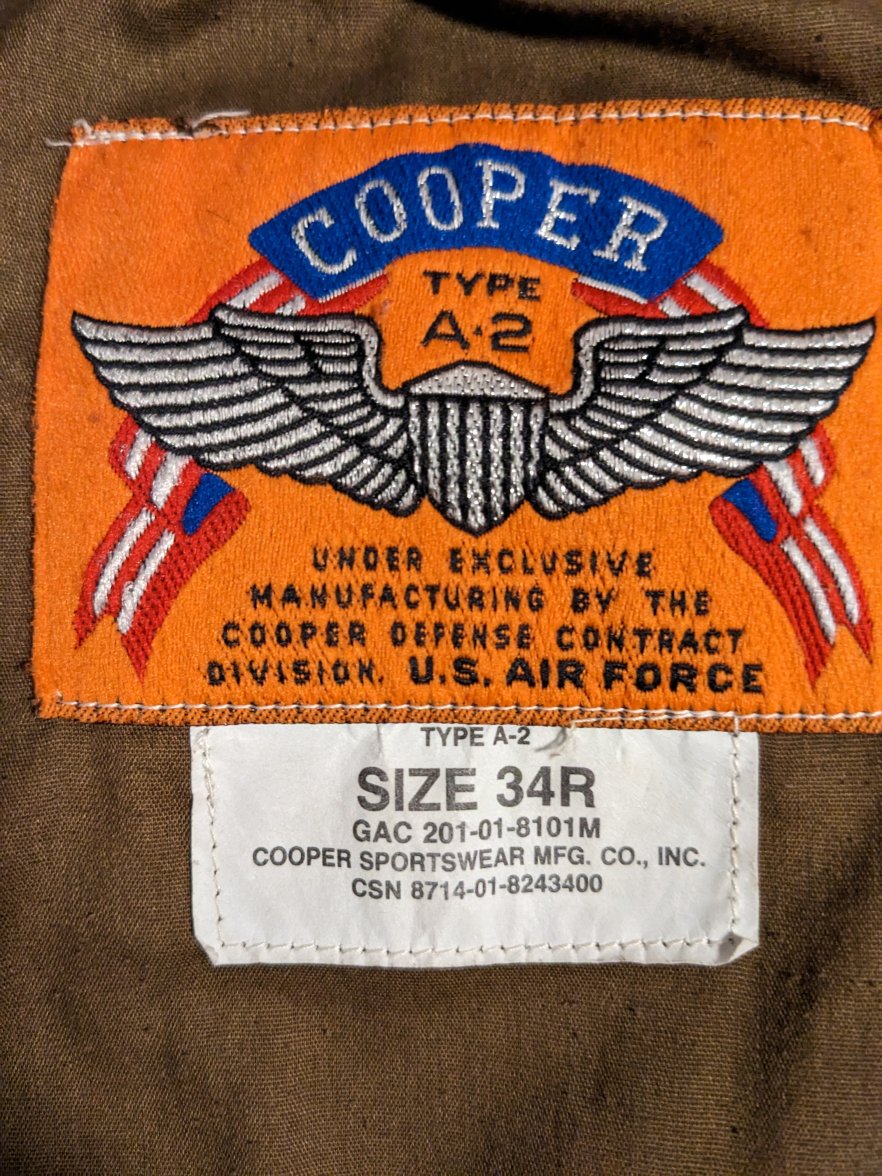 COOPER
TYPE
A-2
UNDER EXCLUSIVE
MANUFACTURING BY THE
COOPER DEFENSE CONTRACT
DIVISION. U.S. AIR FORCE
TYPE A-2
SIZE 34R
GAC 201-01-8101M
COOPER SPORTSWEAR MFG. CO., INC.
CSN 8714-01-8243400